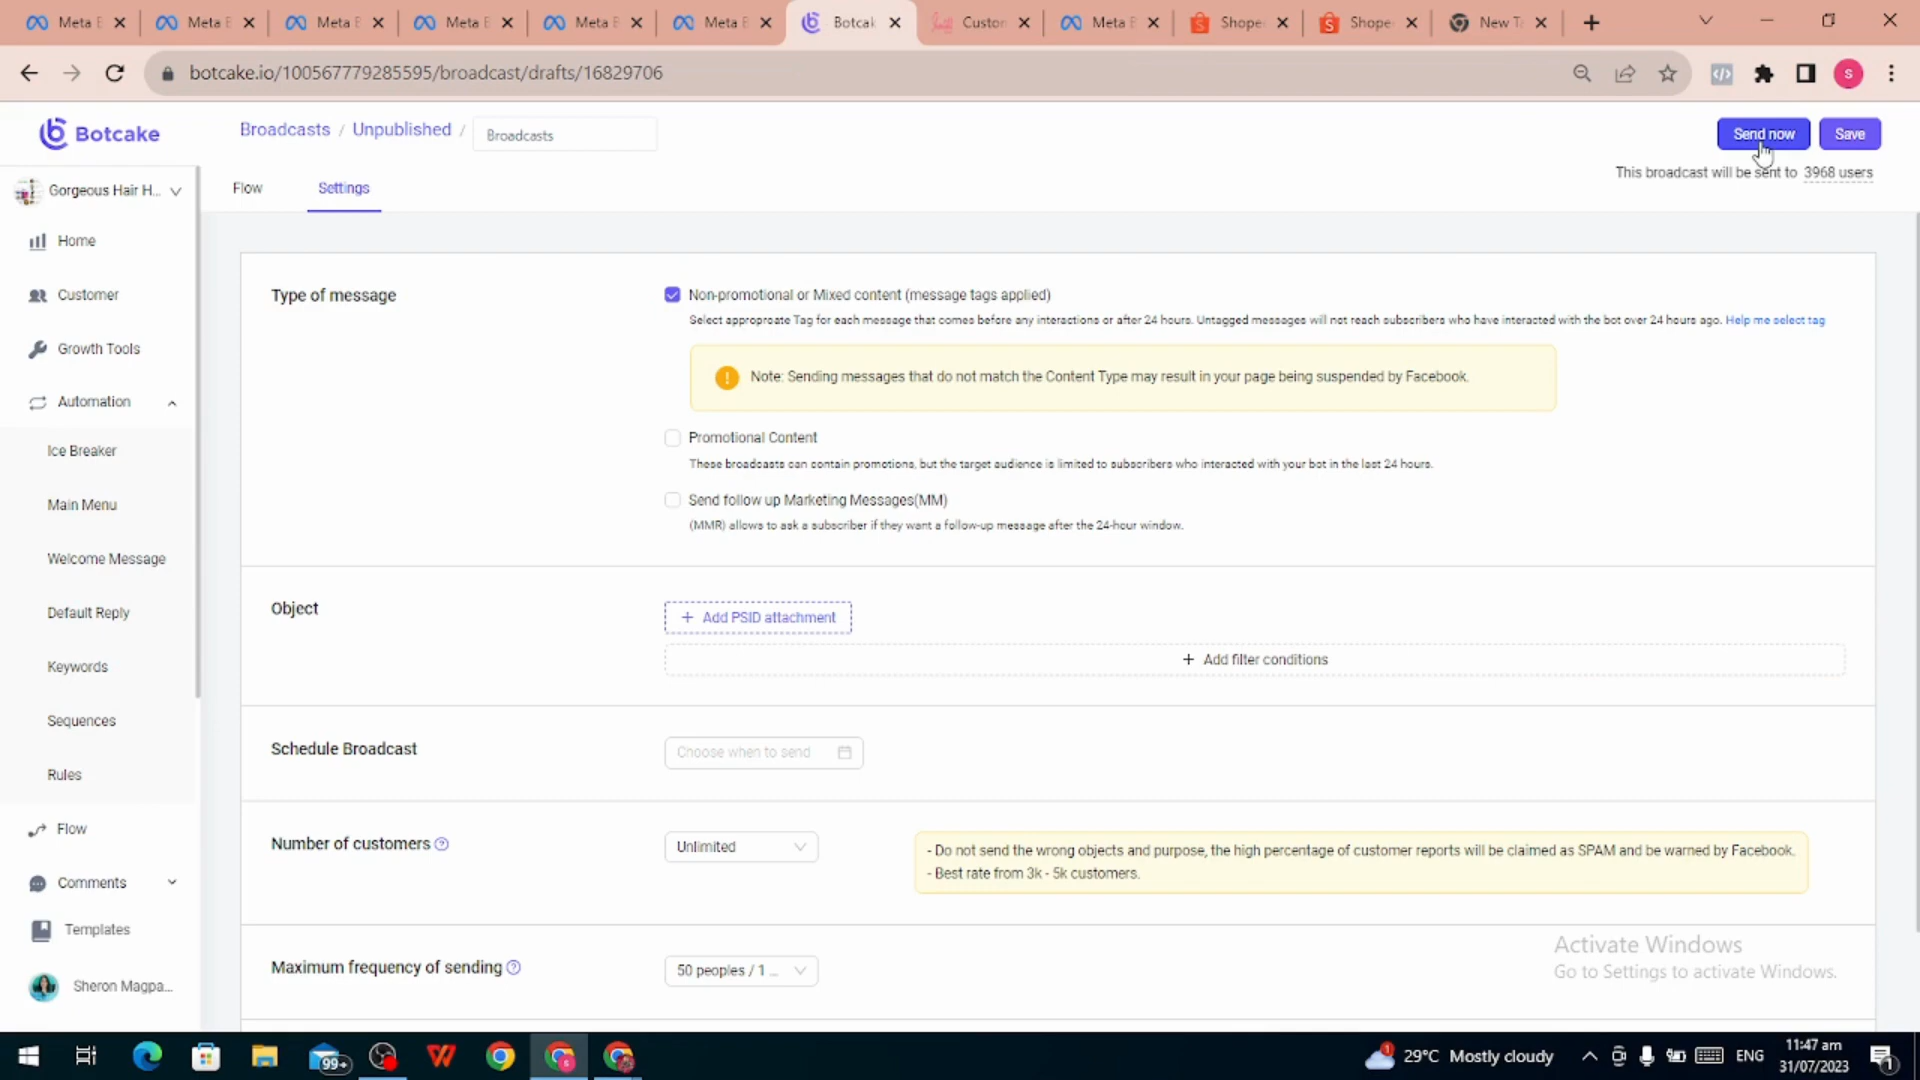 Meta B
Meta B
Meta B
Meta B
Meta B
Meta B
Botcak
Custon
Meta B
Shope
Shope
New T
botcake.io/100567779285595/broadcast/drafts/16829706
S
Botcake
Broadcasts / Unpublished /
Broadcasts
Send now
Save
This broadcast will be sent to 3968 users
Gorgeous Hair H...
Flow
Settings
Home
Customer
Growth Tools
Automation
Ice Breaker
Main Menu
Welcome Message
Default Reply
Keywords
Sequences
Rules
Flow
Comments
Templates
Sheron Magpa...
Type of message
Non-promotional or Mixed content (message tags applied)
Select approproate Tag for each message that comes before any interactions or after 24 hours. Untagged messages will not reach subscribers who have interacted with the bot over 24 hours ago. Help me select tag
Note: Sending messages that do not match the Content Type may result in your page being suspended by Facebook.
Promotional Content
These broadcasts can contain promotions, but the target audience is limited to subscribers who interacted with your bot in the last 24 hours.
Send follow up Marketing Messages(MM)
(MMR) allows to ask a subscriber if they want a follow-up message after the 24-hour window.
Object
+ Add PSID attachment
+ Add filter conditions
Schedule Broadcast
Choose when to send
Number of customers
Unlimited
- Do not send the wrong objects and purpose, the high percentage of customer reports will be claimed as SPAM and be warned by Facebook.
- Best rate from 3k - 5k customers.
Maximum frequency of sending
50 peoples / 1 ...
Activate Windows
Go to Settings to activate Windows.
99+
29°C Mostly cloudy
ENG
11:47 am
31/07/2023
1